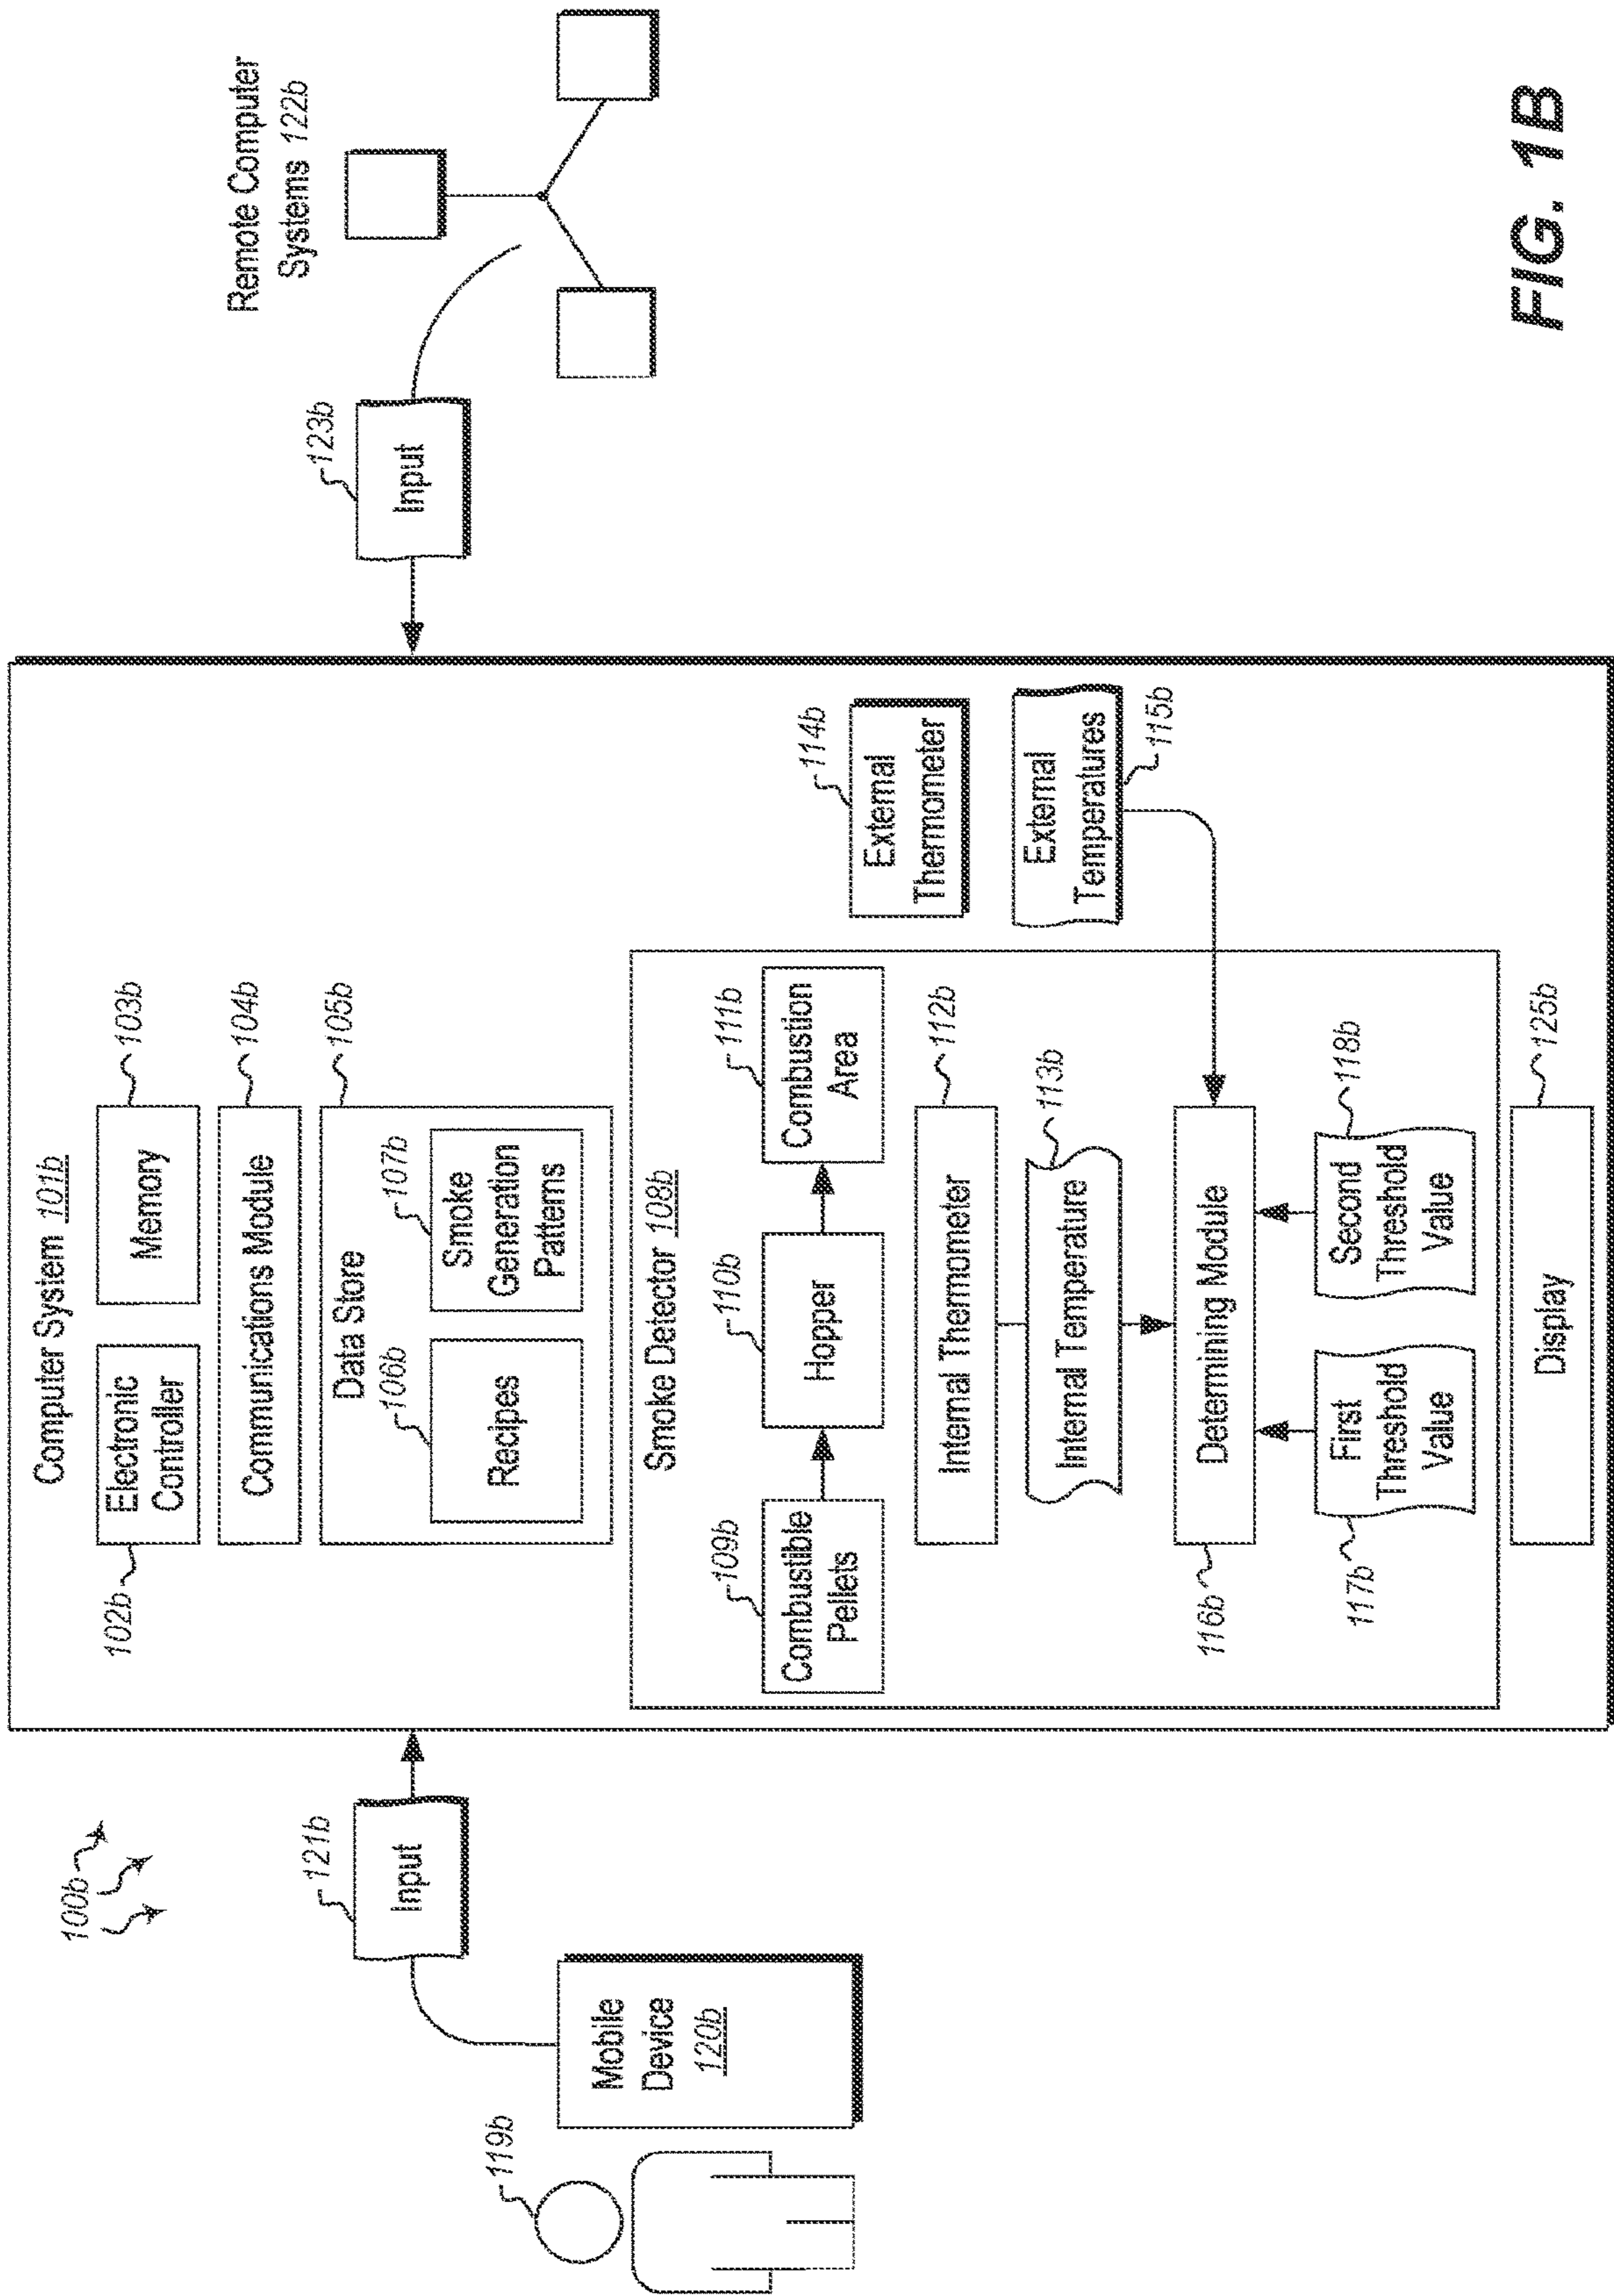 100b
Computer System 101b
102b
Electronic
Controller
Memory
103b
Communications Module
104b
Data Store
105b
106b
Recipes
107b
Smoke
Generation
Patterns
Smoke Detector 108b
109b
Combustible
Pellets
110b
Hopper
111b
Combustion
Area
Internal Thermometer
112b
Internal Temperature
113b
114b
External
Thermometer
External
Temperatures
115b
Determining Module
116b
First
Threshold
Value
117b
Second
Threshold
Value
118b
Display
125b
119b
Mobile
Device
120b
121b
Input
Remote Computer
Systems 122b
123b
Input
FIG. 1B